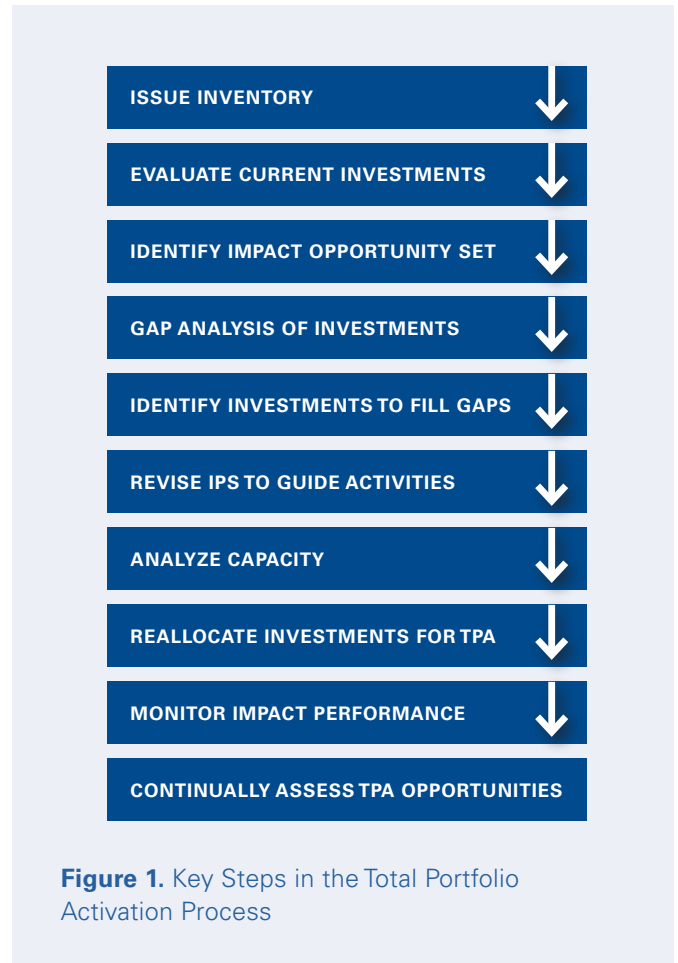 ISSUE INVENTORY
EVALUATE CURRENT INVESTMENTS
IDENTIFY IMPACT OPPORTUNITY SET
GAP ANALYSIS OF INVESTMENTS
IDENTIFY INVESTMENTS TO FILL GAPS
REVISE IPS TO GUIDE ACTIVITIES
ANALYZE CAPACITY
REALLOCATE INVESTMENTS FOR TPA
MONITOR IMPACT PERFORMANCE
CONTINUALLY ASSESS TPA OPPORTUNITIES
Figure 1. Key Steps in the Total Portfolio
Activation Process